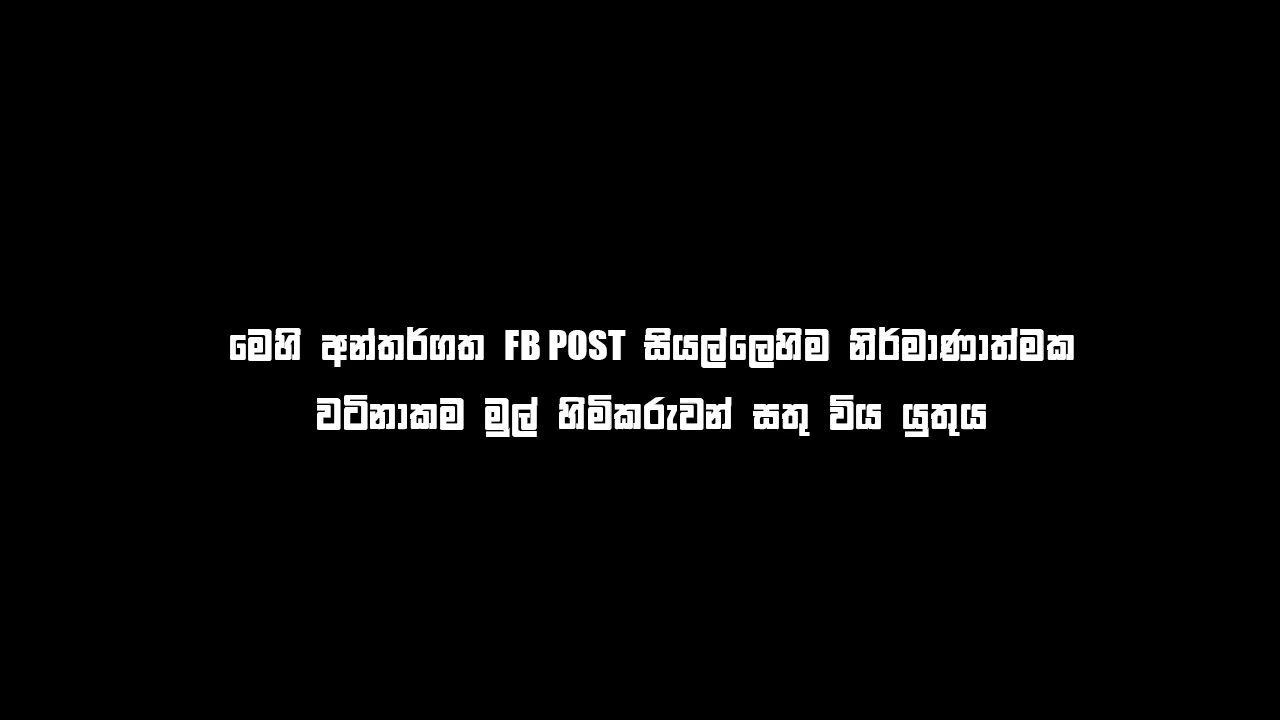 මෙහි අන්තර්ගත FB POST සියල්ලෙහිම නිර්මාණාත්මක
වටිනාකම මුල් හිමිකරුවන් සතු විය යුතුය